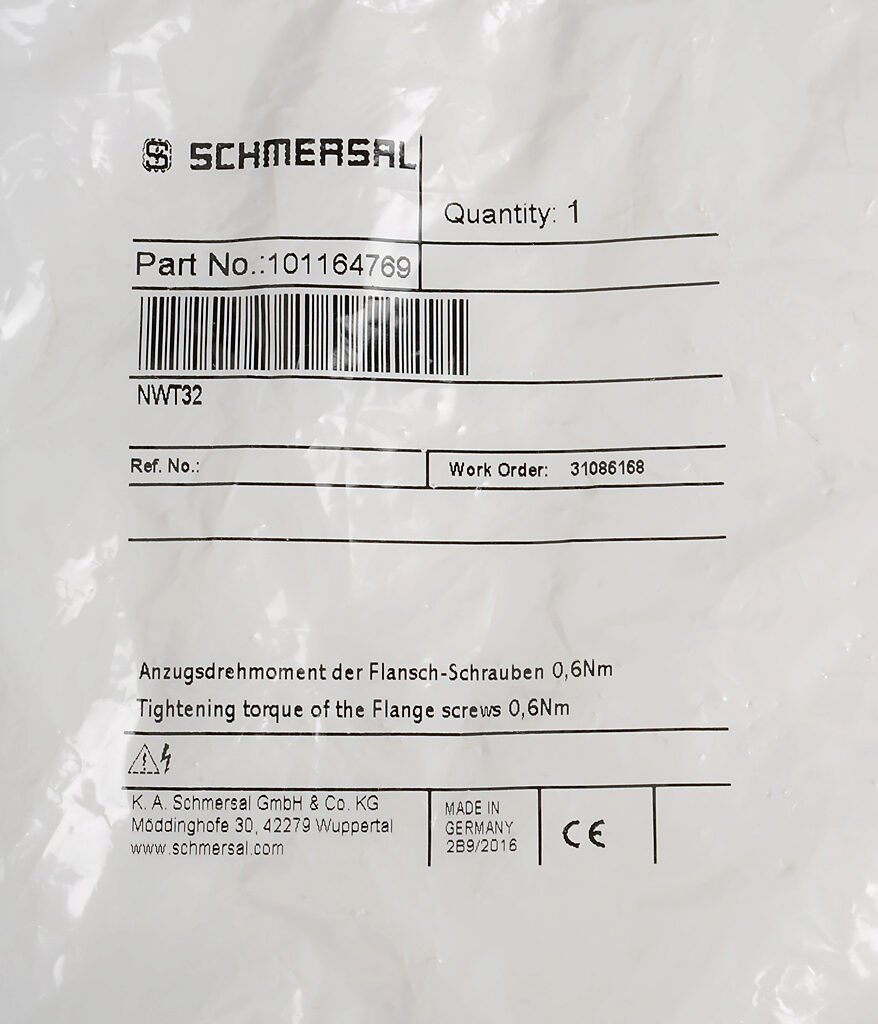 SCHMERSAL
Quantity: 1
Part No.:101164769
NWT32
Ref. No.:
Work Order: 31086168
Anzugsdrehmoment der Flansch-Schrauben 0,6Nm
Tightening torque of the Flange screws 0,6Nm
K. A. Schmersal GmbH & Co. KG
Möddinghofe 30, 42279 Wuppertal
www.schmersal.com
MADE IN
GERMANY
2B9/2016
CE